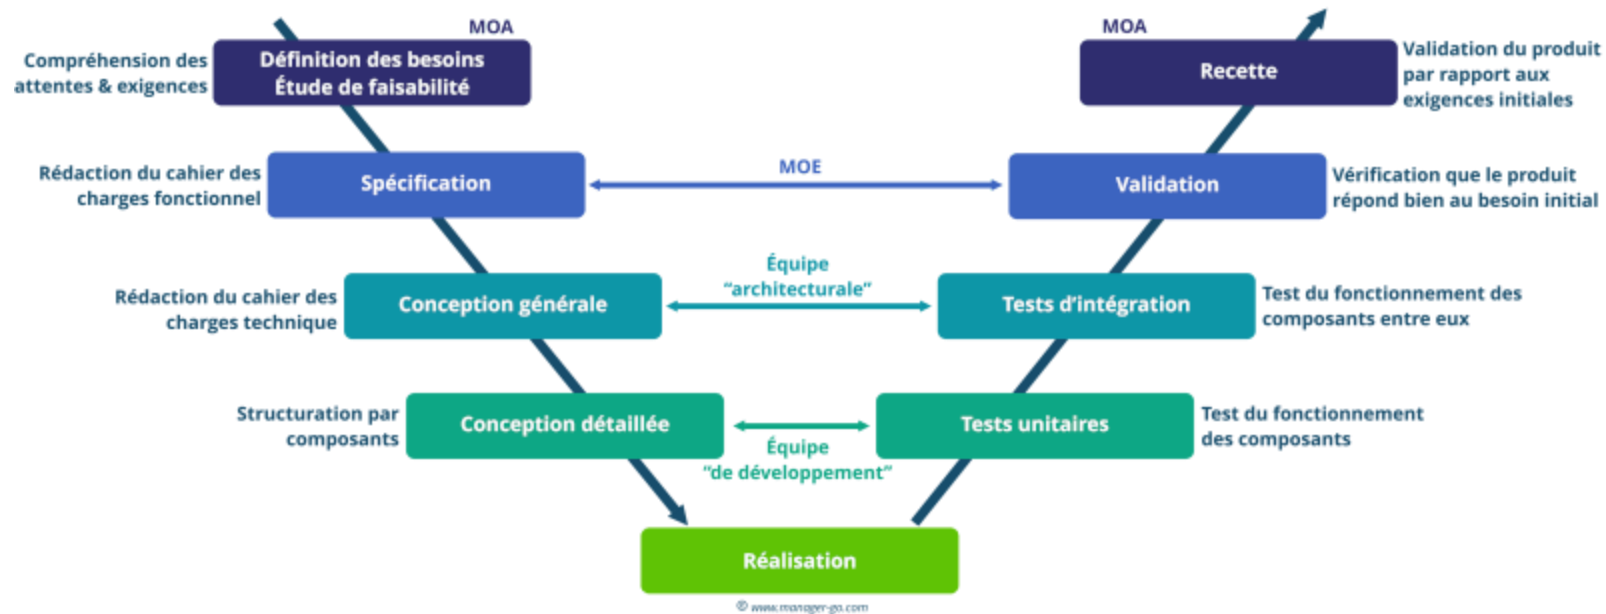 MOA
MOA
Compréhension des
attentes & exigences
Définition des besoins
Étude de faisabilité
Recette
Validation du produit
par rapport aux
exigences initiales
Rédaction du cahier des
charges fonctionnel
Spécification
MOE
Validation
Vérification que le produit
répond bien au besoin initial
Rédaction du cahier des
charges technique
Conception générale
Équipe
“architecturale”
Tests d’intégration
Test du fonctionnement des
composants entre eux
Structuration par
composants
Conception détaillée
Équipe
“de développement”
Tests unitaires
Test du fonctionnement
des composants
Réalisation
© www.manager-go.com